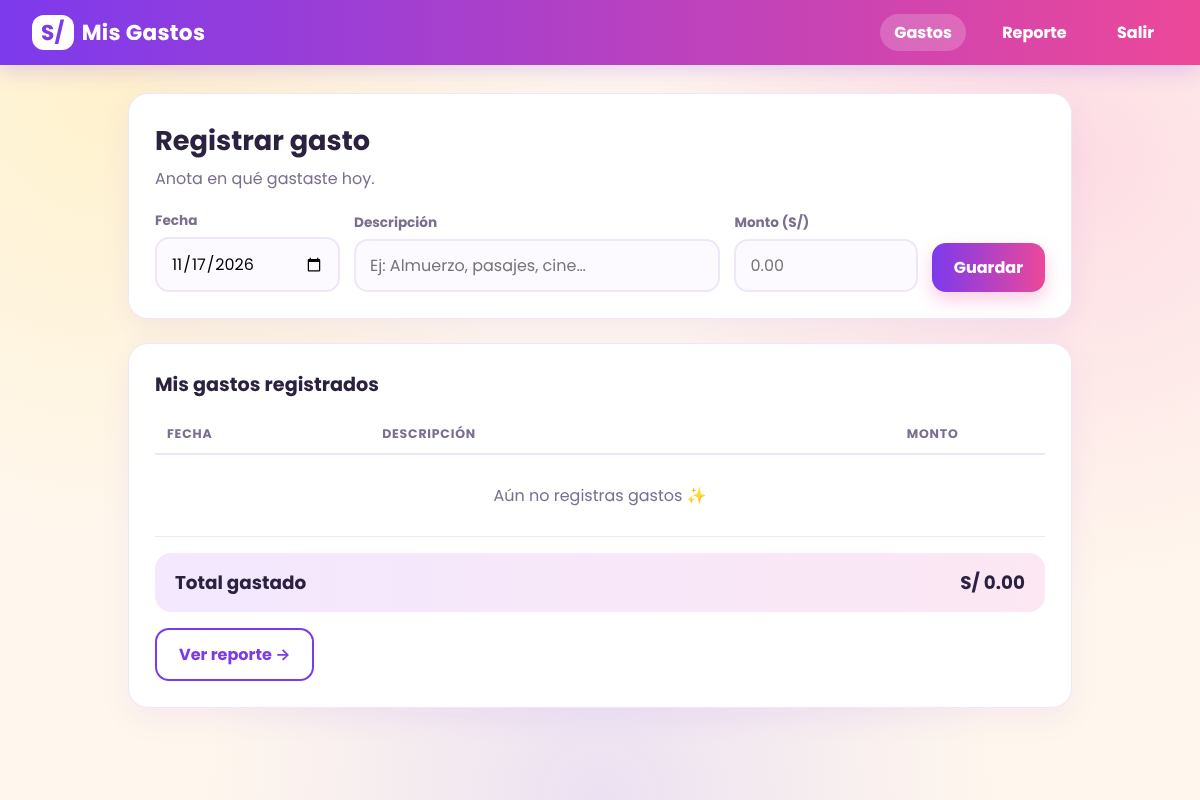 S/ Mis Gastos
Gastos
Reporte
Salir
Registrar gasto
Anota en qué gastaste hoy.
Fecha
Descripción
Monto (S/)
11/17/2026
Ej: Almuerzo, pasajes, cine...
0.00
Guardar
Mis gastos registrados
FECHA
DESCRIPCIÓN
MONTO
Aún no registras gastos ✨
Total gastado
S/ 0.00
Ver reporte →